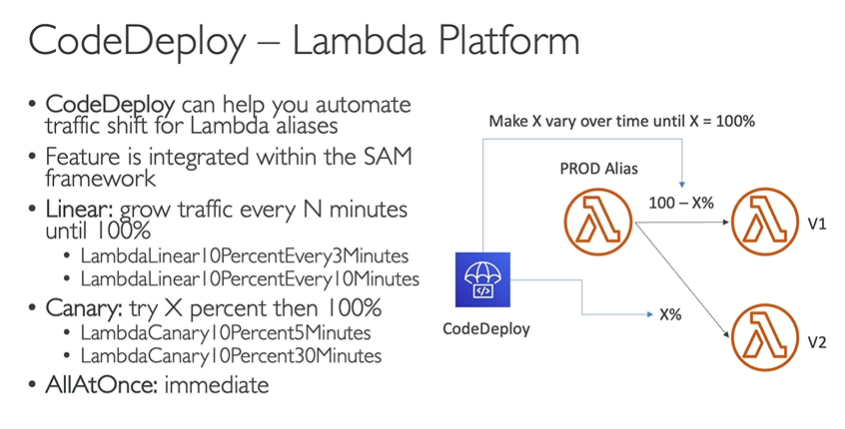 CodeDeploy – Lambda Platform
• CodeDeploy can help you automate
traffic shift for Lambda aliases
• Feature is integrated within the SAM
framework
• Linear: grow traffic every N minutes
until 100%
• LambdaLinear10PercentEvery3Minutes
• LambdaLinear10PercentEvery10Minutes
• Canary: try X percent then 100%
• LambdaCanary10Percent5Minutes
• LambdaCanary10Percent30Minutes
• AllAtOnce: immediate
Make X vary over time until X = 100%
PROD Alias
100 – X%
V1
CodeDeploy
X%
V2